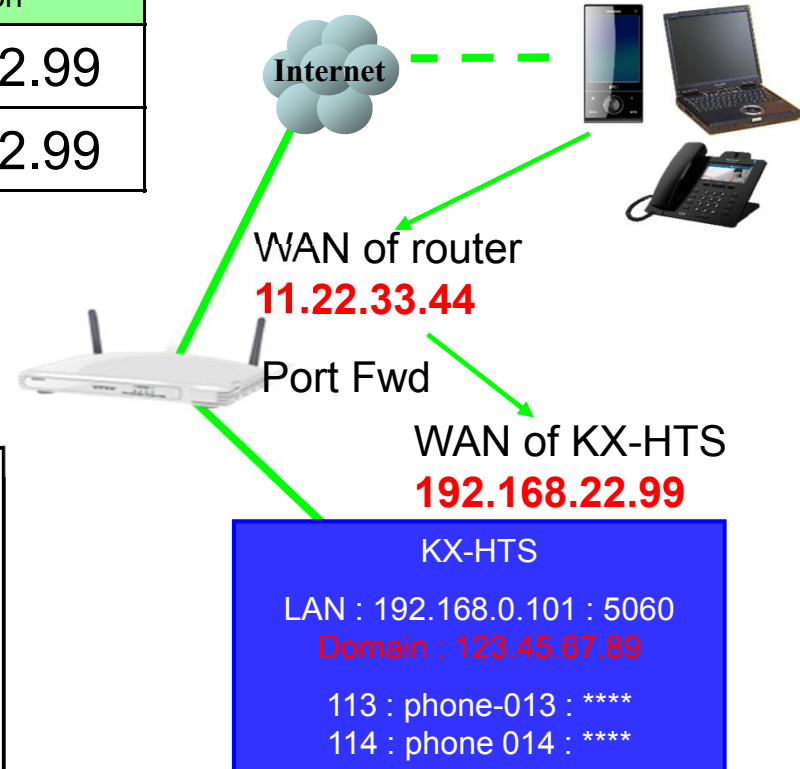 2.99
2.99
Internet
WAN of router
11.22.33.44
Port Fwd
WAN of KX-HTS
192.168.22.99
KX-HTS
LAN : 192.168.0.101 : 5060
Domain : 123.45.67.89
113 : phone-013 : ****
114 : phone 014 : ****